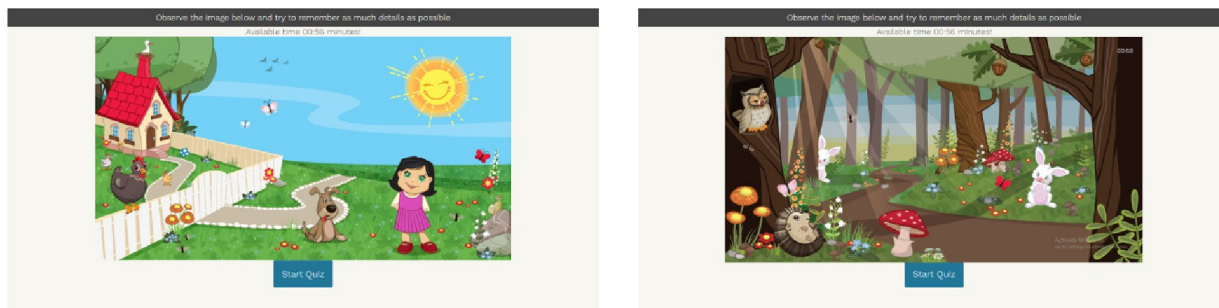 Observe the image below and try to remember as much details as possible
Available time 00:56 minutes!
Start Quiz
Observe the image below and try to remember as much details as possible
Available time 00:56 minutes!
Start Quiz